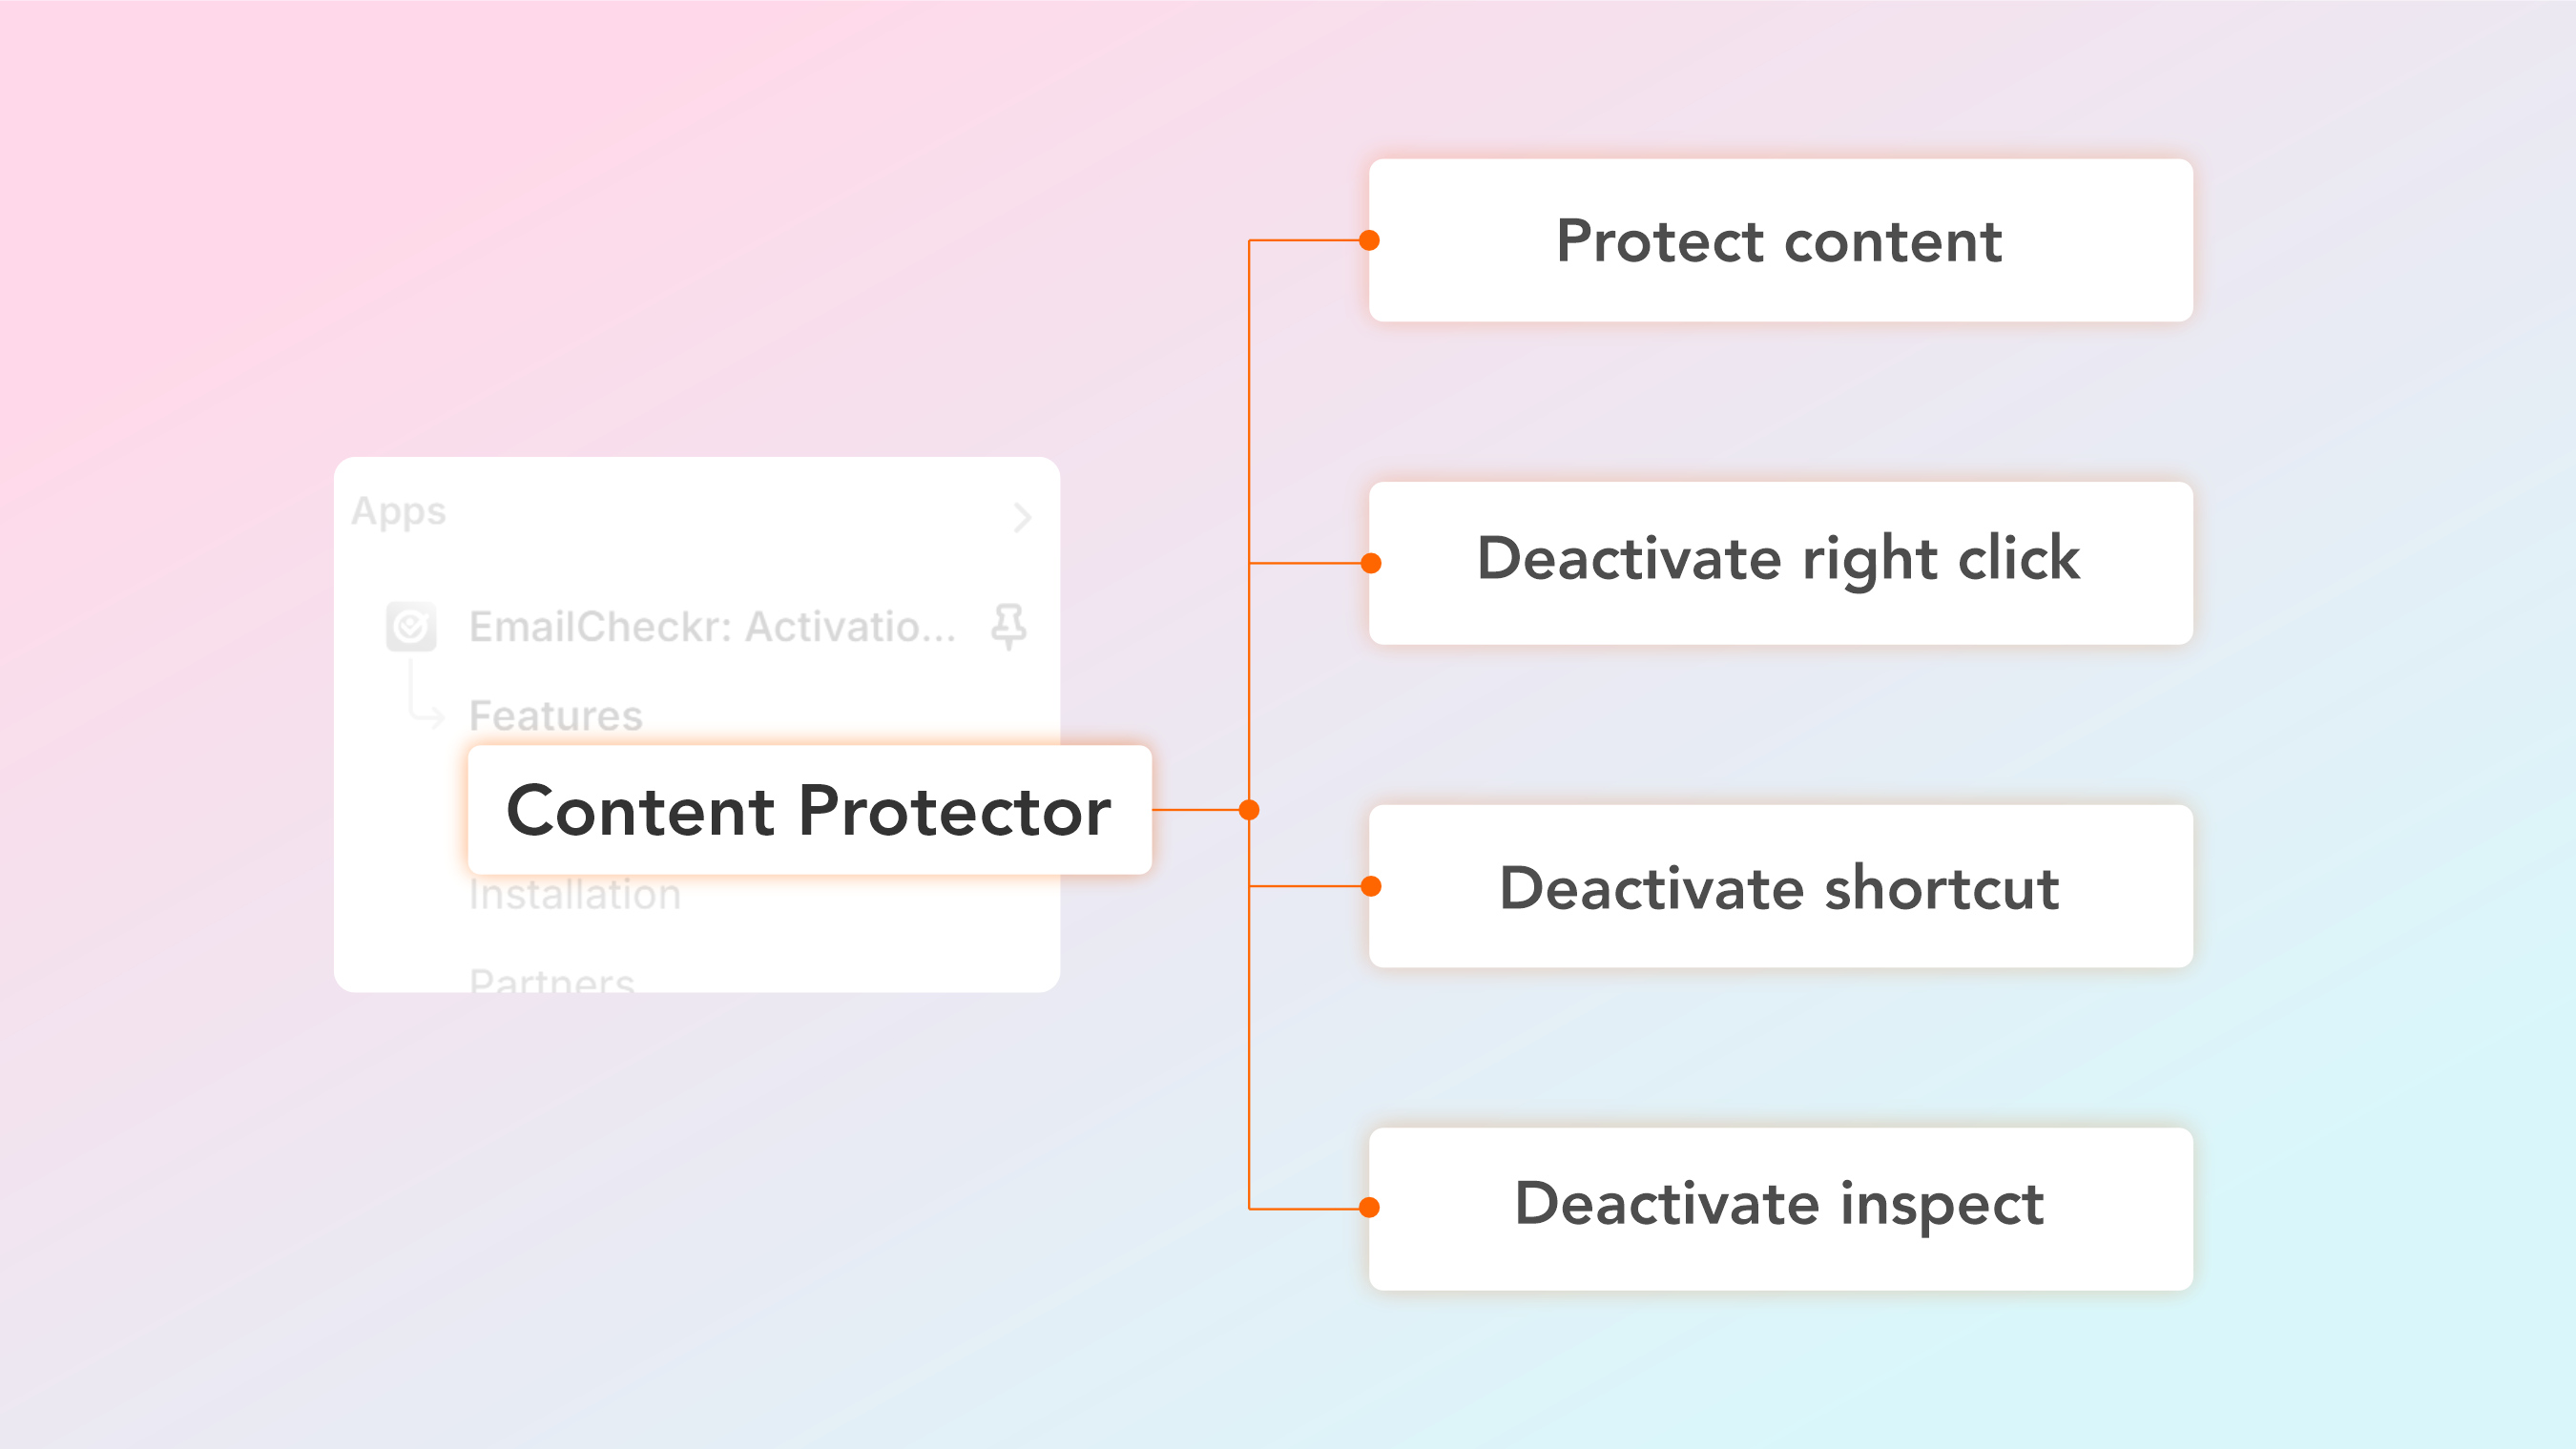 Apps
EmailCheckr: Activatio...
Features
Content Protector
Installation
Partners
Protect content
Deactivate right click
Deactivate shortcut
Deactivate inspect